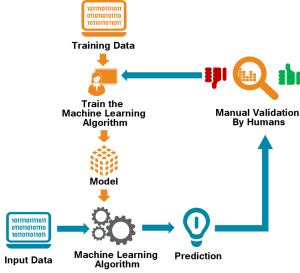 Training Data
Train the
Machine Learning
Algorithm
Manual Validation
By Humans
Model
Input Data
Machine Learning
Algorithm
Prediction